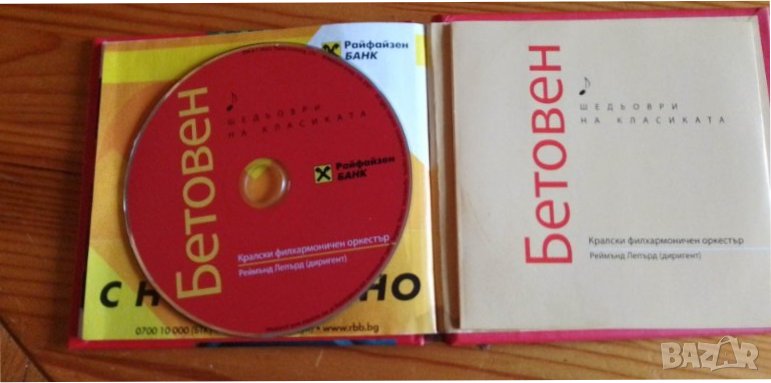 Райфайзен
БАНК
Бетовен
ШЕДЬОВРИ
НА КЛАСИКАТА
Райфайзен
БАНК
Кралски филхармоничен оркестър
Реймънд Лепърд (диригент)
С Н НО
0700 10 000 • www.rbb.bg
Бетовен
ШЕДЬОВРИ
НА КЛАСИКАТА
Кралски филхармоничен оркестър
Реймънд Лепърд (диригент)
BAZAR